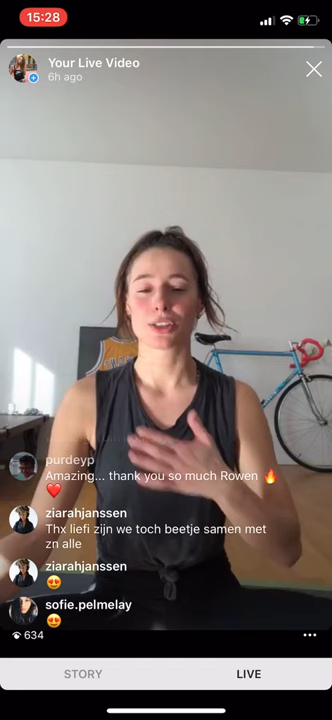 15:28
Your Live Video
6h ago
purdeyp
Amazing... thank you so much Rowen 🔥
❤️
ziarahjanssen
Thx liefi zijn we toch beetje samen met
zn alle
ziarahjanssen
😍
sofie.pelmelay
😍
634
STORY
LIVE